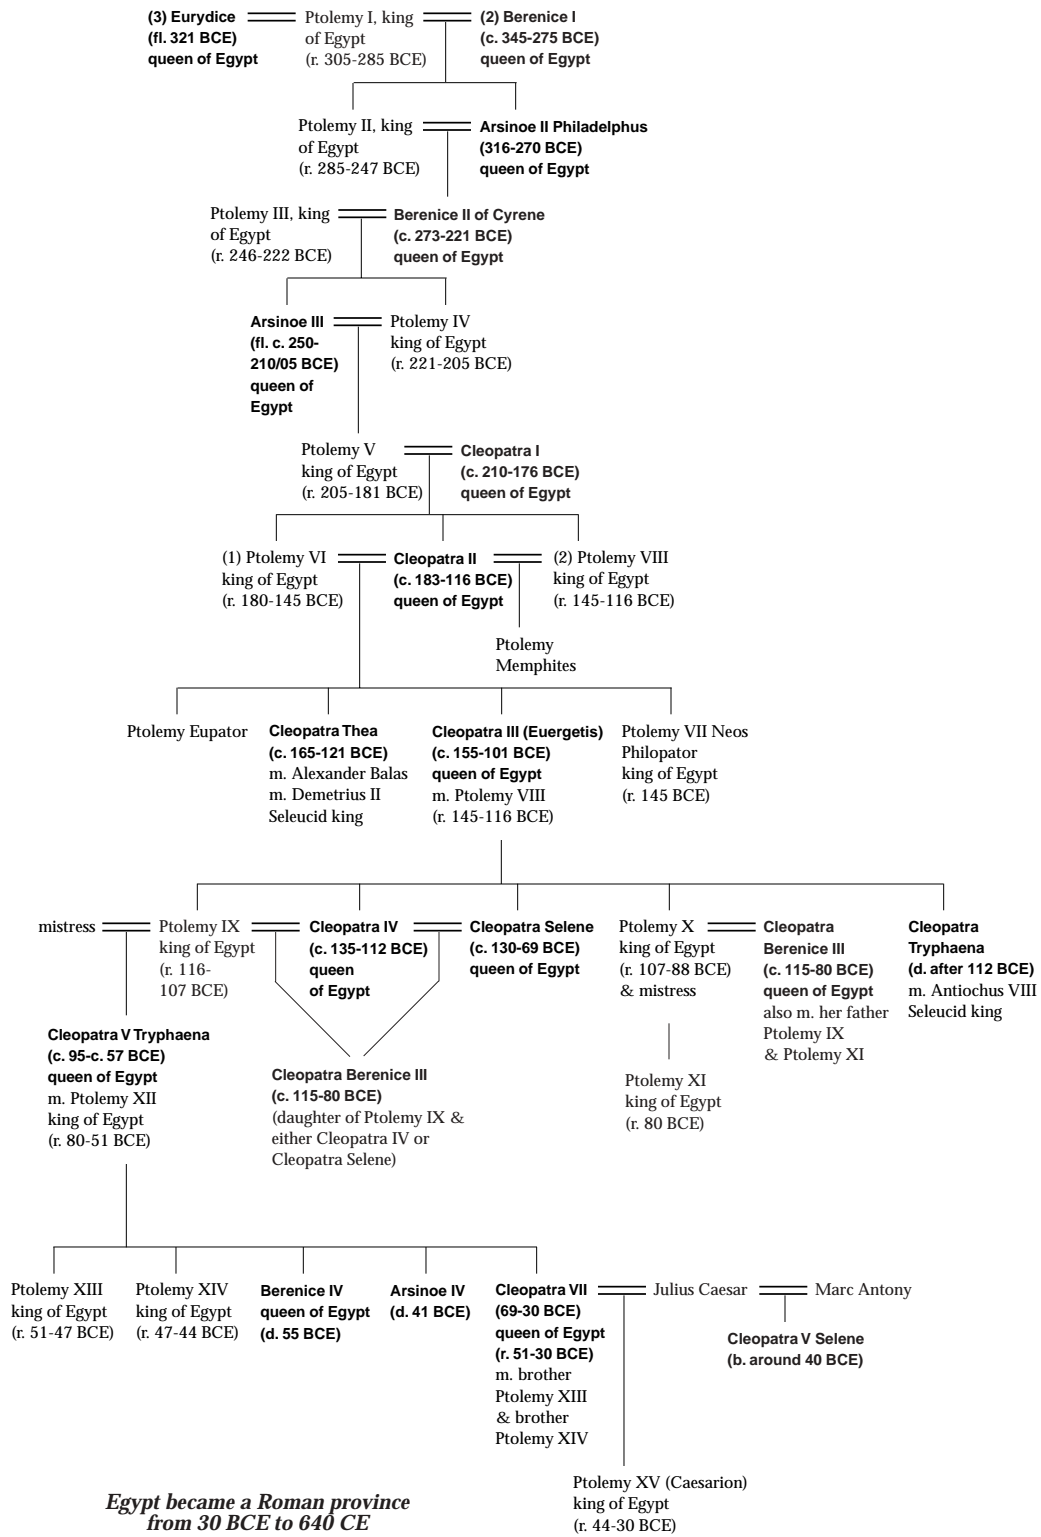 (3) Eurydice
(fl. 321 BCE)
queen of Egypt
Ptolemy I, king
of Egypt
(r. 305-285 BCE)
(2) Berenice I
(c. 345-275 BCE)
queen of Egypt
Ptolemy II, king
of Egypt
(r. 285-247 BCE)
Arsinoe II Philadelphus
(316-270 BCE)
queen of Egypt
Ptolemy III, king
of Egypt
(r. 246-222 BCE)
Berenice II of Cyrene
(c. 273-221 BCE)
queen of Egypt
Arsinoe III
(fl. c. 250-
210/05 BCE)
queen of
Egypt
Ptolemy IV
king of Egypt
(r. 221-205 BCE)
Ptolemy V
king of Egypt
(r. 205-181 BCE)
Cleopatra I
(c. 210-176 BCE)
queen of Egypt
(1) Ptolemy VI
king of Egypt
(r. 180-145 BCE)
Cleopatra II
(c. 183-116 BCE)
queen of Egypt
(2) Ptolemy VIII
king of Egypt
(r. 145-116 BCE)
Ptolemy
Memphites
Ptolemy Eupator
Cleopatra Thea
(c. 165-121 BCE)
m. Alexander Balas
m. Demetrius II
Seleucid king
Cleopatra III (Euergetis)
(c. 155-101 BCE)
queen of Egypt
m. Ptolemy VIII
(r. 145-116 BCE)
Ptolemy VII Neos
Philopator
king of Egypt
(r. 145 BCE)
mistress
Ptolemy IX
king of Egypt
(r. 116-
107 BCE)
Cleopatra IV
(c. 135-112 BCE)
queen
of Egypt
Cleopatra Selene
(c. 130-69 BCE)
queen of Egypt
Ptolemy X
king of Egypt
(r. 107-88 BCE)
& mistress
Cleopatra
Berenice III
(c. 115-80 BCE)
queen of Egypt
also m. her father
Ptolemy IX
& Ptolemy XI
Cleopatra
Tryphaena
(d. after 112 BCE)
m. Antiochus VIII
Seleucid king
Cleopatra V Tryphaena
(c. 95-c. 57 BCE)
queen of Egypt
m. Ptolemy XII
king of Egypt
(r. 80-51 BCE)
Cleopatra Berenice III
(c. 115-80 BCE)
(daughter of Ptolemy IX &
either Cleopatra IV or
Cleopatra Selene)
Ptolemy XI
king of Egypt
(r. 80 BCE)
Ptolemy XIII
king of Egypt
(r. 51-47 BCE)
Ptolemy XIV
king of Egypt
(r. 47-44 BCE)
Berenice IV
queen of Egypt
(d. 55 BCE)
Arsinoe IV
(d. 41 BCE)
Cleopatra VII
(69-30 BCE)
queen of Egypt
(r. 51-30 BCE)
m. brother
Ptolemy XIII
& brother
Ptolemy XIV
Julius Caesar
Marc Antony
Cleopatra V Selene
(b. around 40 BCE)
Ptolemy XV (Caesarion)
king of Egypt
(r. 44-30 BCE)
Egypt became a Roman province
from 30 BCE to 640 CE